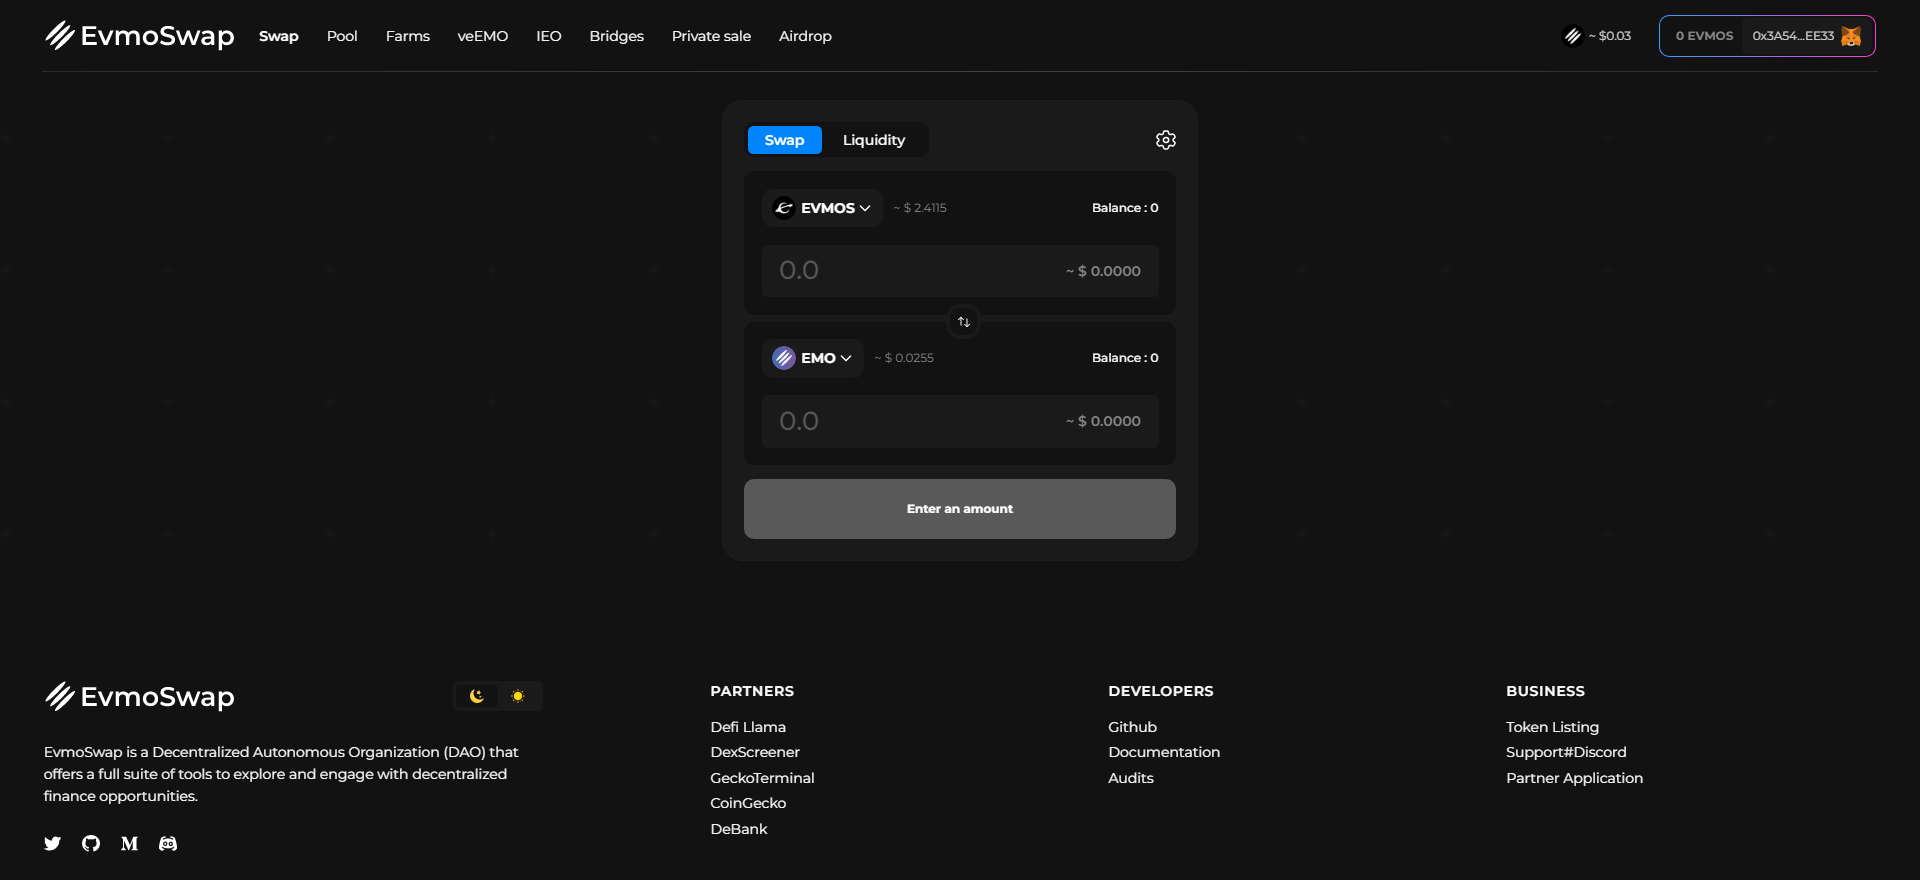 EvmoSwap
Swap
Pool
Farms
veEMO
IEO
Bridges
Private sale
Airdrop
~ $0.03
0 EVMOS
0x3A54...EE33
Swap
Liquidity
EVMOS
~ $ 2.4115
Balance : 0
0.0
~ $ 0.0000
EMO
~ $ 0.0255
Balance : 0
0.0
~ $ 0.0000
Enter an amount
EvmoSwap
EvmoSwap is a Decentralized Autonomous Organization (DAO) that
offers a full suite of tools to explore and engage with decentralized
finance opportunities.
PARTNERS
Defi Llama
DexScreener
GeckoTerminal
CoinGecko
DeBank
DEVELOPERS
Github
Documentation
Audits
BUSINESS
Token Listing
Support#Discord
Partner Application